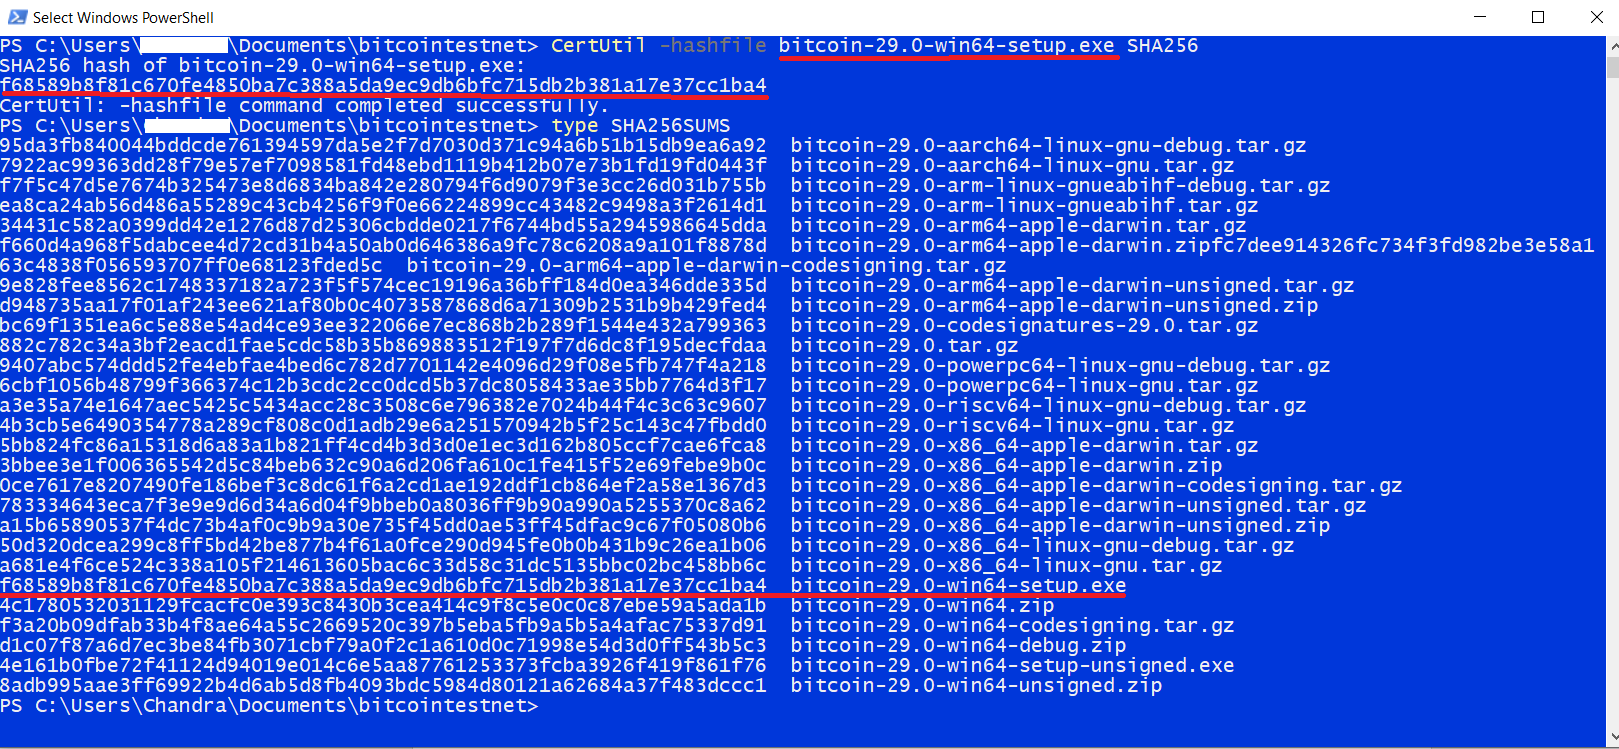 Select Windows PowerShell
PS C:\Users\ \Documents\bitcointestnet> CertUtil -hashfile bitcoin-29.0-win64-setup.exe SHA256
SHA256 hash of bitcoin-29.0-win64-setup.exe:
f68589b8f81c670fe4850ba7c388a5da9ec9db6bfc715db2b381a17e37cc1ba4
CertUtil: -hashfile command completed successfully.
PS C:\Users\ \Documents\bitcointestnet> type SHA256SUMS
95da3fb840044bddcde761394597da5e2f7d7030d371c94a6b51b15db9ea6a92  bitcoin-29.0-aarch64-linux-gnu-debug.tar.gz
7922ac99363dd28f79e57ef7098581fd48ebd1119b412b07e73b1fd19fd0443f  bitcoin-29.0-aarch64-linux-gnu.tar.gz
f7f5c47d5e7674b325473e8d6834ba842e280794f6d9079f3e3cc26d031b755b  bitcoin-29.0-arm-linux-gnueabihf-debug.tar.gz
ea8ca24ab56d486a55289c43cb4256f9f0e66224899cc43482c9498a3f2614d1  bitcoin-29.0-arm-linux-gnueabihf.tar.gz
34431c582a0399dd42e1276d87d25306cbdde0217f6744bd55a2945986645dda  bitcoin-29.0-arm64-apple-darwin.tar.gz
f660d4a968f5dabcee4d72cd31b4a50ab0d646386a9fc78c6208a9a101f8878d  bitcoin-29.0-arm64-apple-darwin.zipfc7dee914326fc734f3fd982be3e58a1
63c4838f056593707ff0e68123fded5c  bitcoin-29.0-arm64-apple-darwin-codesigning.tar.gz
9e828fee8562c1748337182a723f5f574cec19196a36bff184d0ea346dde335d  bitcoin-29.0-arm64-apple-darwin-unsigned.tar.gz
d948735aa17f01af243ee621af80b0c4073587868d6a71309b2531b9b429fed4  bitcoin-29.0-arm64-apple-darwin-unsigned.zip
bc69f1351ea6c5e88e54ad4ce93ee322066e7ec868b2b289f1544e432a799363  bitcoin-29.0-codesignatures-29.0.tar.gz
882c782c34a3bf2eacd1fae5cdc58b35b869883512f197f7d6dc8f195decfdaa  bitcoin-29.0.tar.gz
9407abc574ddd52fe4ebfae4bed6c782d7701142e4096d29f08e5fb747f4a218  bitcoin-29.0-powerpc64-linux-gnu-debug.tar.gz
6cbf1056b48799f366374c12b3cdc2cc0dcd5b37dc8058433ae35bb7764d3f17  bitcoin-29.0-powerpc64-linux-gnu.tar.gz
a3e35a74e1647aec5425c5434acc28c3508c6e796382e7024b44f4c3c63c9607  bitcoin-29.0-riscv64-linux-gnu-debug.tar.gz
4b3cb5e6490354778a289cf808c0d1adb29e6a251570942b5f25c143c47fbdd0  bitcoin-29.0-riscv64-linux-gnu.tar.gz
5bb824fc86a15318d6a83a1b821ff4cd4b3d3d0e1ec3d162b805ccf7cae6fca8  bitcoin-29.0-x86_64-apple-darwin.tar.gz
3bbee3e1f006365542d5c84beb632c90a6d206fa610c1fe415f52e69febe9b0c  bitcoin-29.0-x86_64-apple-darwin.zip
0ce7617e8207490fe186bef3c8dc61f6a2cd1ae192ddf1cb864ef2a58e1367d3  bitcoin-29.0-x86_64-apple-darwin-codesigning.tar.gz
783334643eca7f3e9e9d6d34a6d04f9bbeb0a8036ff9b90a990a5255370c8a62  bitcoin-29.0-x86_64-apple-darwin-unsigned.tar.gz
a15b65890537f4dc73b4af0c9b9a30e735f45dd0ae53ff45dfac9c67f05080b6  bitcoin-29.0-x86_64-apple-darwin-unsigned.zip
50d320dcea299c8ff5bd42be877b4f61a0fce290d945fe0b0b431b9c26ea1b06  bitcoin-29.0-x86_64-linux-gnu-debug.tar.gz
a681e4f6ce524c338a105f214613605bac6c33d58c31dc5135bbc02bc458bb6c  bitcoin-29.0-x86_64-linux-gnu.tar.gz
f68589b8f81c670fe4850ba7c388a5da9ec9db6bfc715db2b381a17e37cc1ba4  bitcoin-29.0-win64-setup.exe
4c1780532031129fcacfc0e393c8430b3cea414c9f8c5e0c0c87ebe59a5ada1b  bitcoin-29.0-win64.zip
f3a20b09dfab33b4f8ae64a55c2669520c397b5eba5fb9a5b5a4afac75337d91  bitcoin-29.0-win64-codesigning.tar.gz
d1c07f87a6d7ec3be84fb3071cbf79a0f2c1a610d0c71998e54d3d0ff543b5c3  bitcoin-29.0-win64-debug.zip
4e161b0fbe72f41124d94019e014c6e5aa87761253373fcba3926f419f861f76  bitcoin-29.0-win64-setup-unsigned.exe
8adb995aae3ff69922b4d6ab5d8fb4093bdc5984d80121a62684a37f483dccc1  bitcoin-29.0-win64-unsigned.zip
PS C:\Users\Chandra\Documents\bitcointestnet>